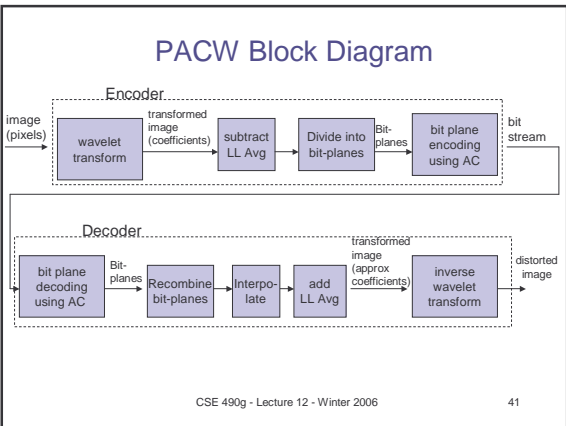 PACW Block Diagram
Encoder
image
(pixels)
wavelet
transform
transformed
image
(coefficients)
subtract
LL Avg
Divide into
bit-planes
Bit-
planes
bit plane
encoding
using AC
bit
stream
Decoder
bit plane
decoding
using AC
Bit-
planes
Recombine
bit-planes
Interpo-
late
add
LL Avg
transformed
image
(approx
coefficients)
inverse
wavelet
transform
distorted
image
CSE 490g - Lecture 12 - Winter 2006
41